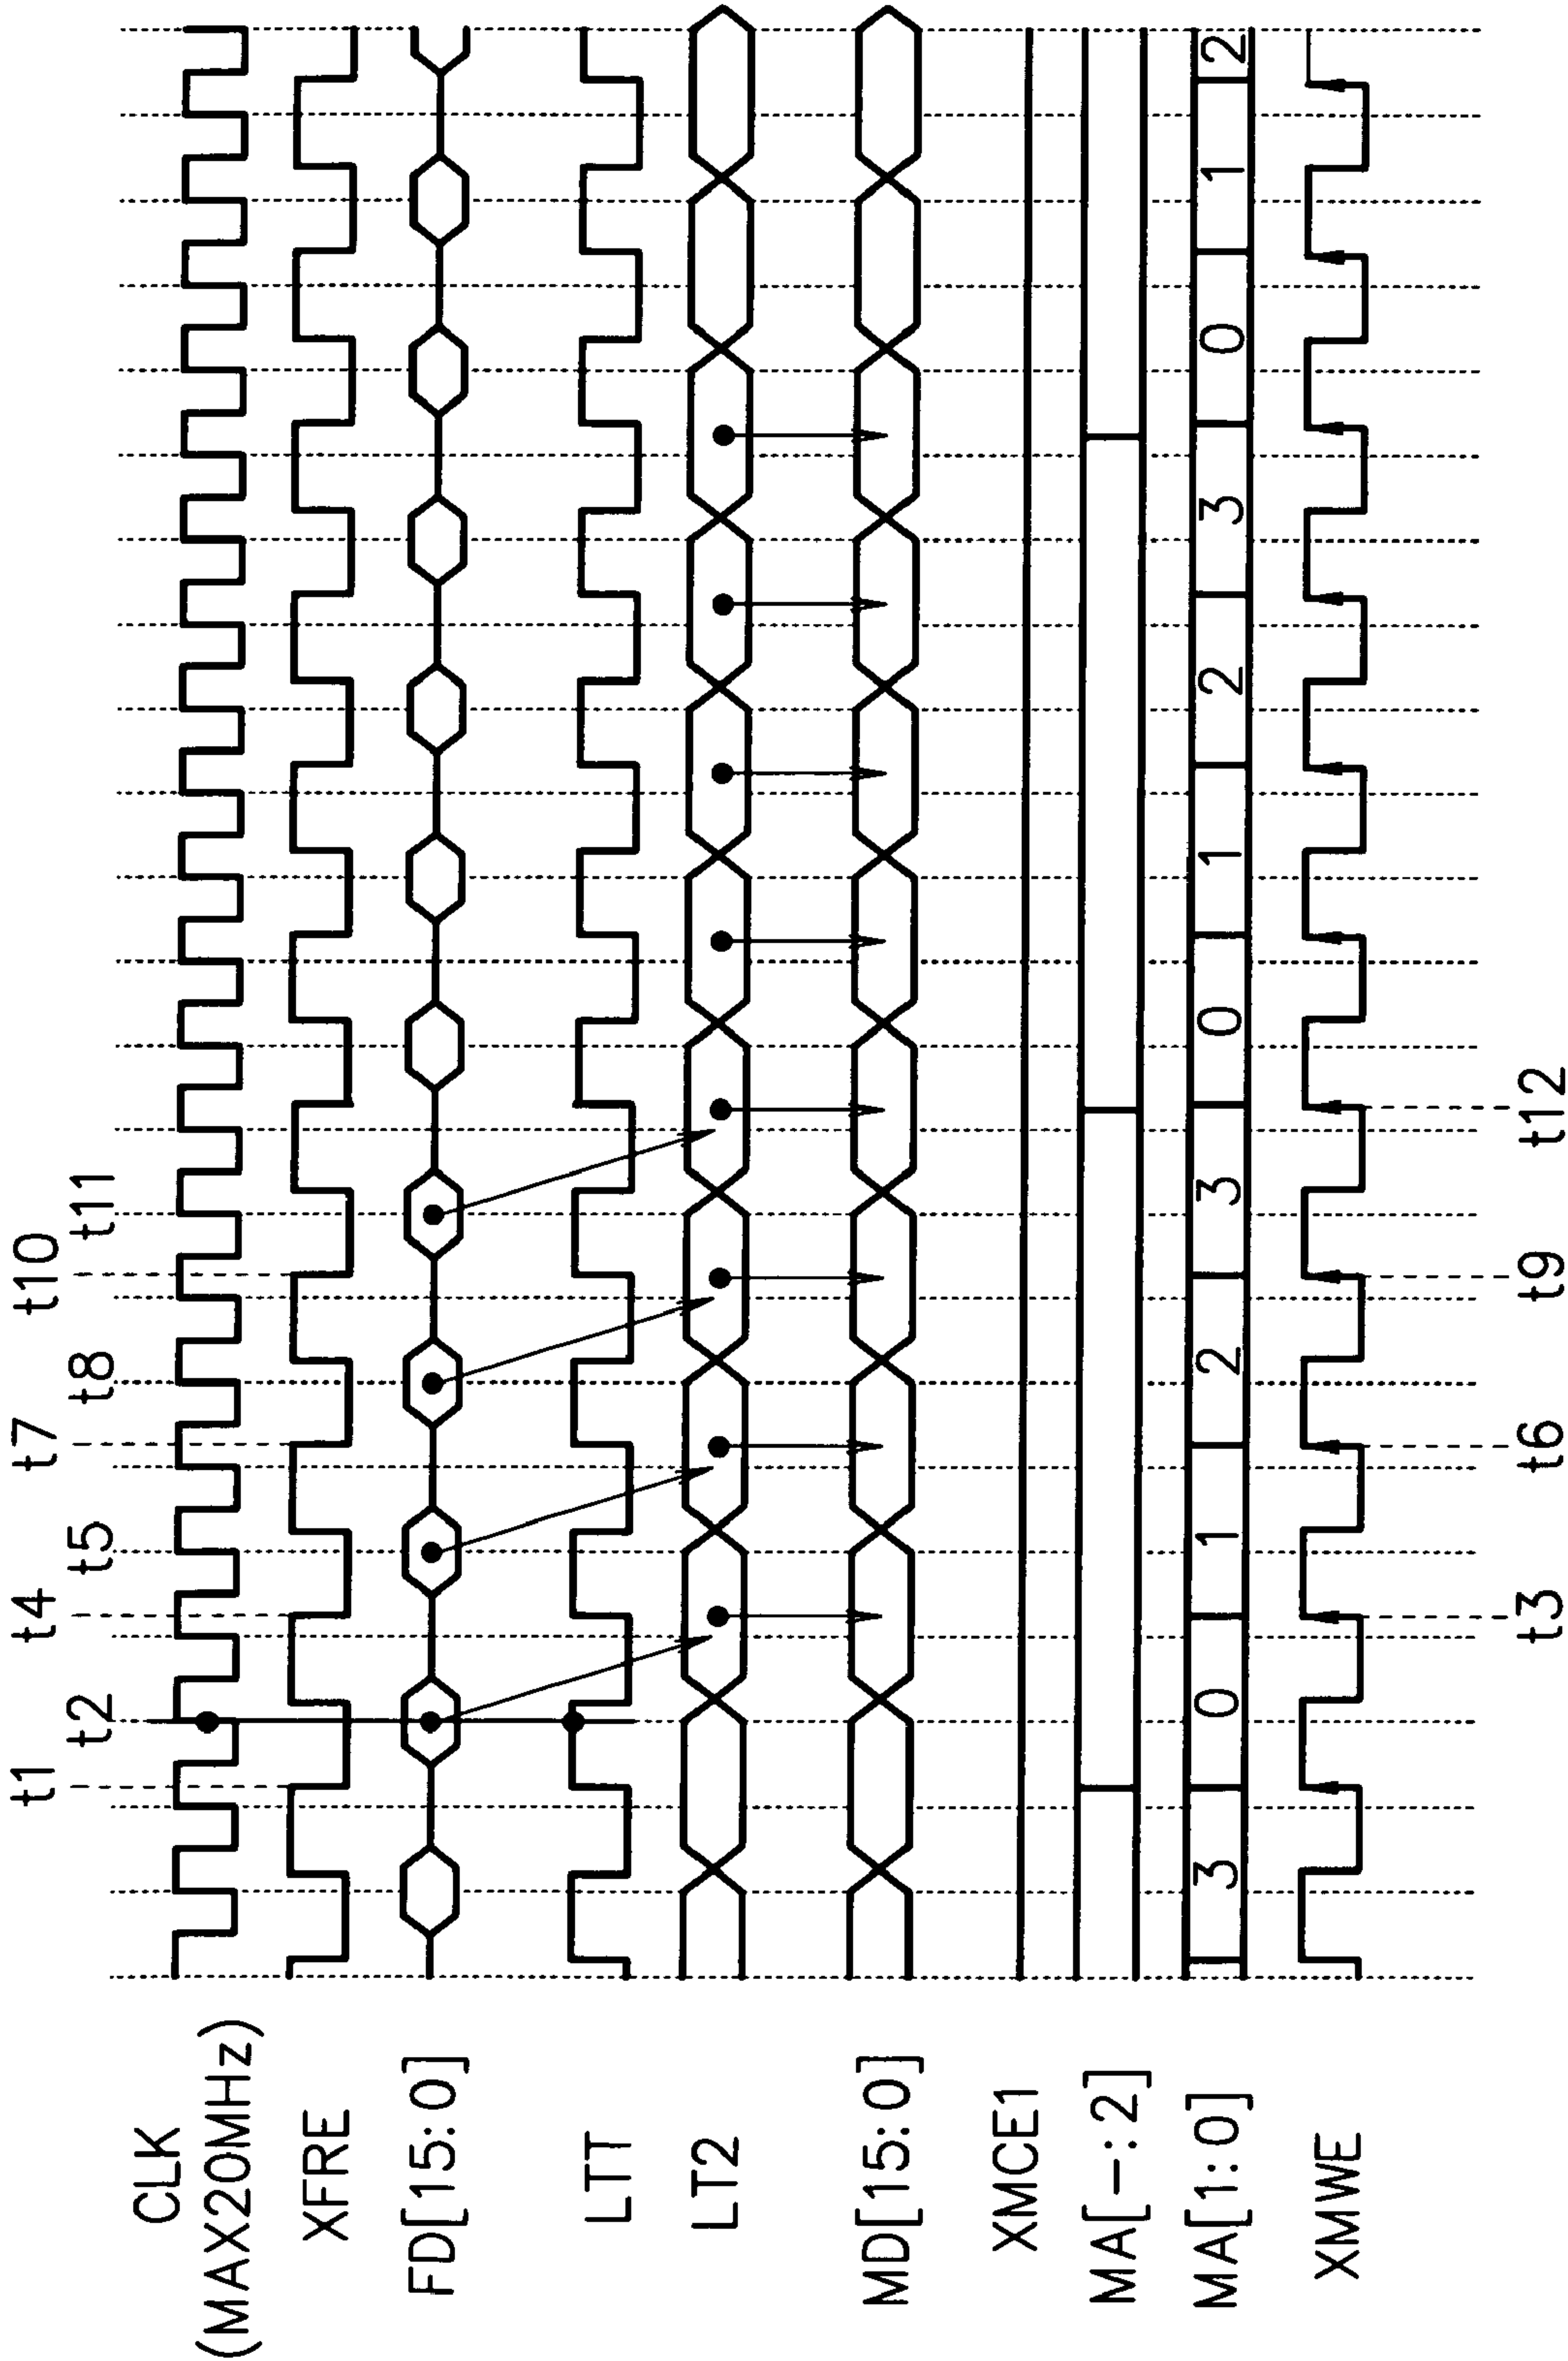 t1 t4 t7 t10
t2 t5 t8 t11
CLK
(MAX20MHz)
XFRE
FD[15:0]
LTT
LT2
MD[15:0]
XMCE1
MA[-:2]
MA[1:0] 3 0 1 2 3 0 1 2 3 0 1 2
XMWE
t3 t6 t9 t12